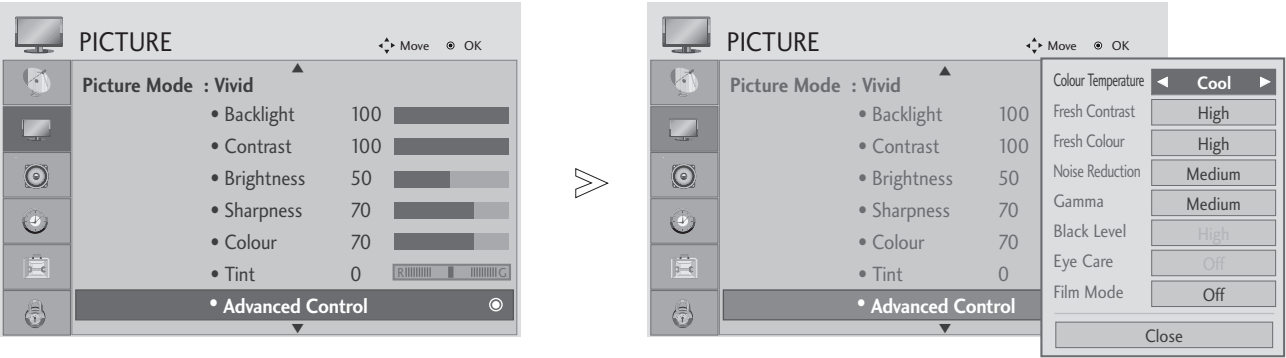 PICTURE
Move OK
Picture Mode : Vivid
• Backlight 100
• Contrast 100
• Brightness 50
• Sharpness 70
• Colour 70
• Tint 0 R G
• Advanced Control
PICTURE
Move OK
Picture Mode : Vivid
• Backlight 100
• Contrast 100
• Brightness 50
• Sharpness 70
• Colour 70
• Tint 0
• Advanced Control
Colour Temperature Cool
Fresh Contrast High
Fresh Colour High
Noise Reduction Medium
Gamma Medium
Black Level High
Eye Care Off
Film Mode Off
Close